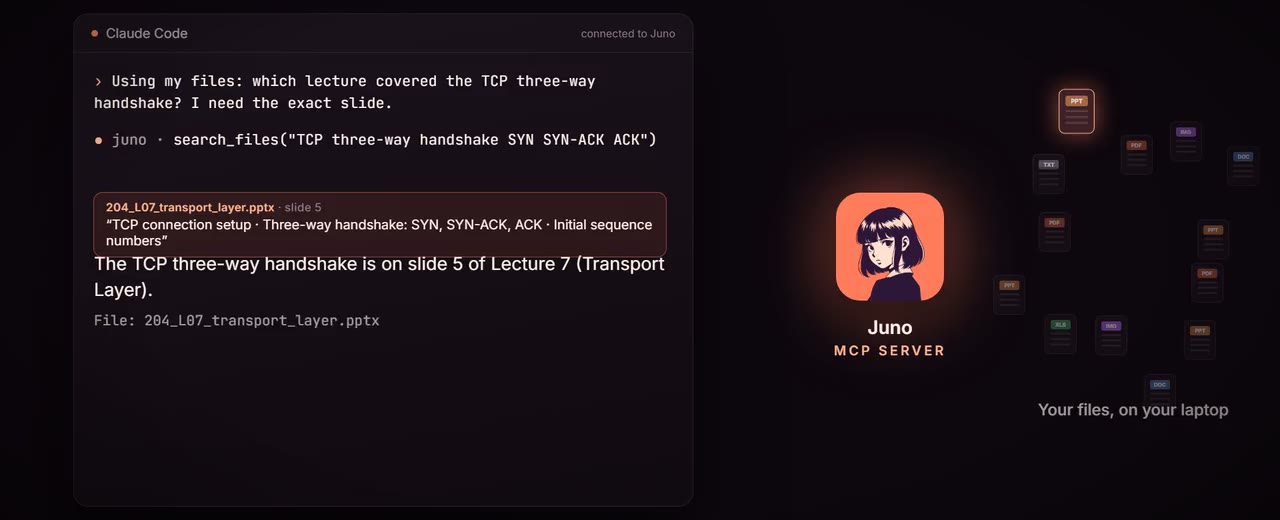 Claude Code
connected to Juno
› Using my files: which lecture covered the TCP three-way
handshake? I need the exact slide.
juno · search_files("TCP three-way handshake SYN SYN-ACK ACK")
204_L07_transport_layer.pptx · slide 5
“TCP connection setup · Three-way handshake: SYN, SYN-ACK, ACK · Initial sequence
numbers”
The TCP three-way handshake is on slide 5 of Lecture 7 (Transport
Layer).
File: 204_L07_transport_layer.pptx
Juno
MCP SERVER
PPT
PDF
IMG
DOC
TXT
PDF
PPT
PDF
PPT
XLS
IMG
PPT
DOC
Your files, on your laptop